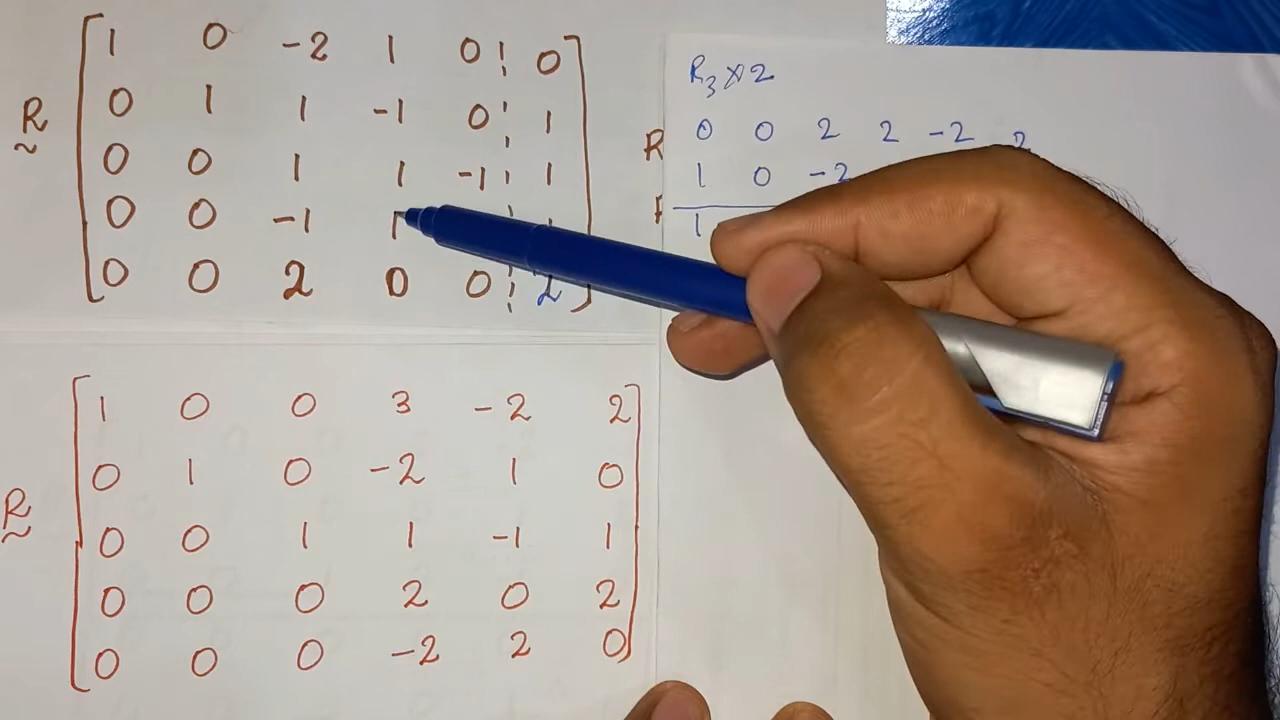 1 0 -2 1 0 ¦ 0
R ~
0 1 1 -1 0 ¦ 1
0 0 1 1 -1 ¦ 1
0 0 -1 1
0 0 2 0 0 ¦ 2
R3 × 2
0 0 2 2 -2 2
R 1 0 -2
1
1 0 0 3 -2 2
0 1 0 -2 1 0
R ~
0 0 1 1 -1 1
0 0 0 2 0 2
0 0 0 -2 2 0